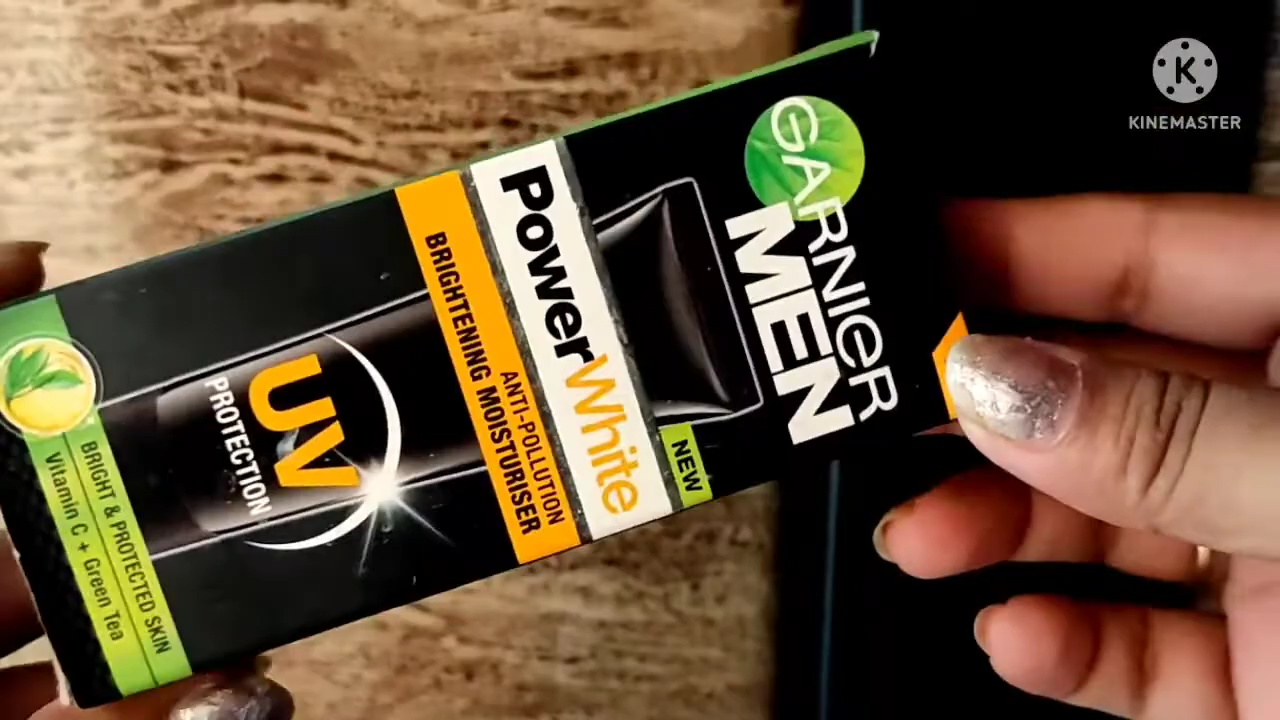 GARNIER
MEN
NEW
PowerWhite
ANTI-POLLUTION
BRIGHTENING MOISTURISER
UV
PROTECTION
BRIGHT & PROTECTED SKIN
Vitamin C + Green Tea
K
KINEMASTER